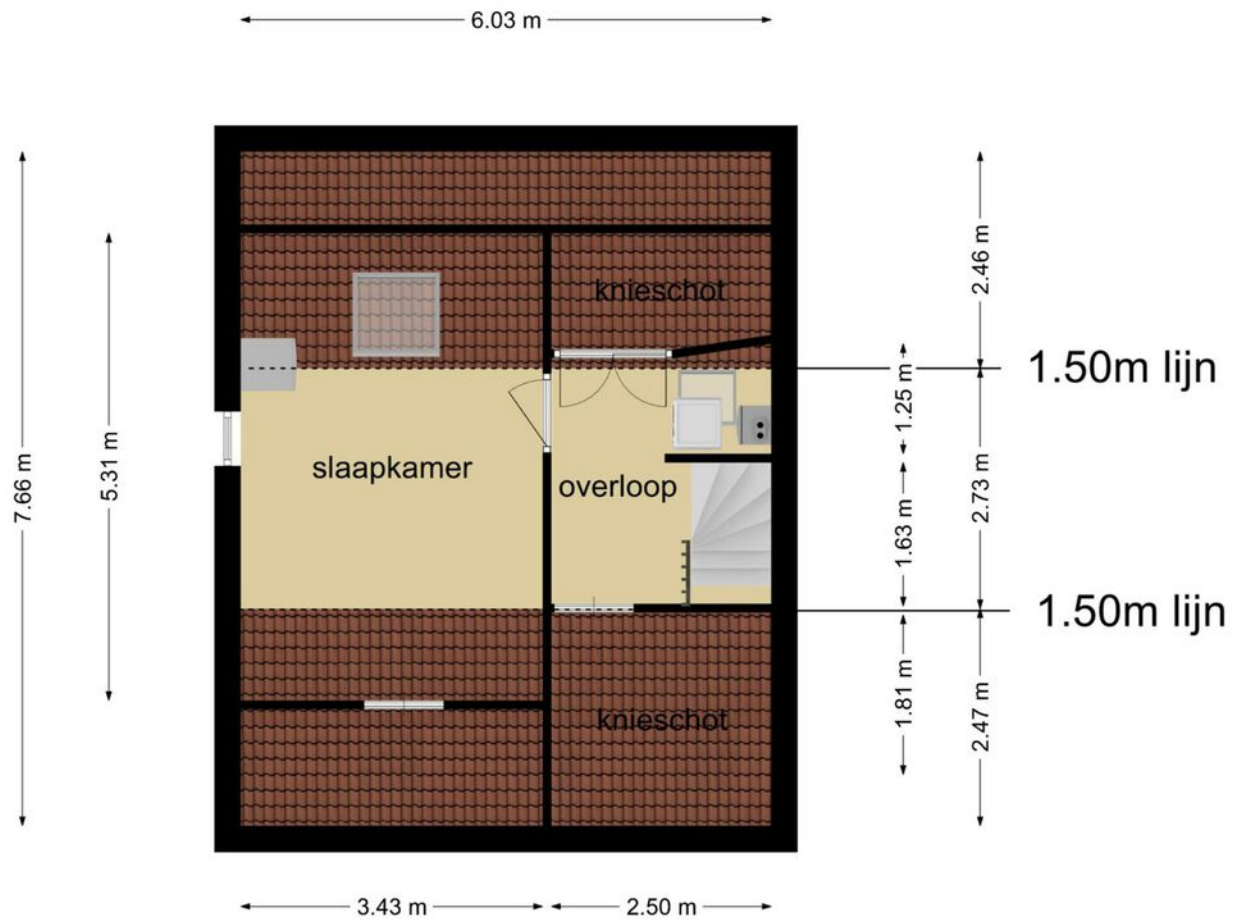 6.03 m
knieschot
2.46 m
1.50m lijn
1.25 m
slaapkamer
overloop
7.66 m
5.31 m
2.73 m
1.63 m
1.50m lijn
1.81 m
knieschot
2.47 m
3.43 m
2.50 m